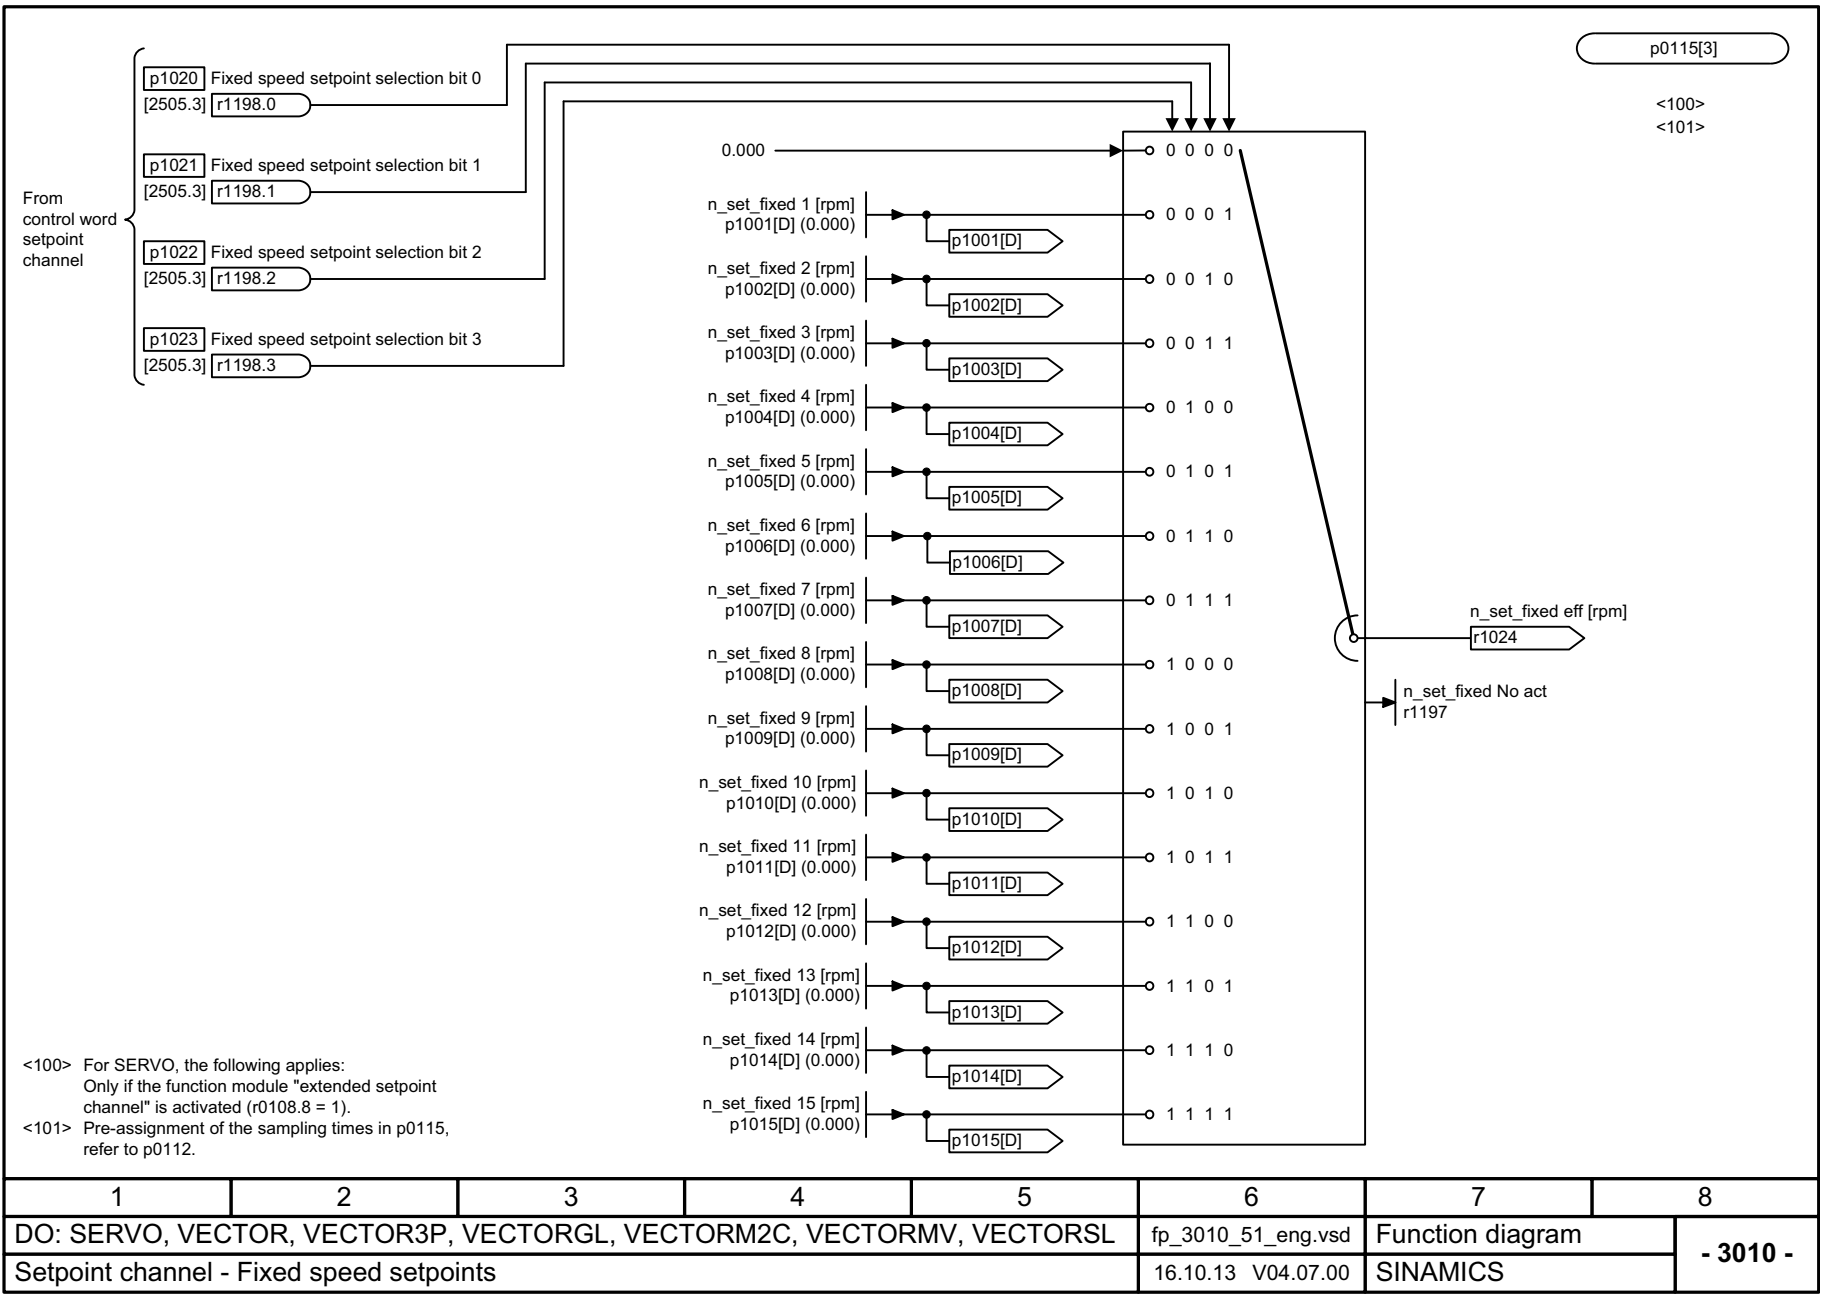 p0115[3]
<100>
<101>
p1020 Fixed speed setpoint selection bit 0
[2505.3] r1198.0
p1021 Fixed speed setpoint selection bit 1
[2505.3] r1198.1
p1022 Fixed speed setpoint selection bit 2
[2505.3] r1198.2
p1023 Fixed speed setpoint selection bit 3
[2505.3] r1198.3
From
control word
setpoint
channel
0.000 0 0 0 0
n_set_fixed 1 [rpm]
p1001[D] (0.000)
0 0 0 1
p1001[D]
n_set_fixed 2 [rpm]
p1002[D] (0.000)
0 0 1 0
p1002[D]
n_set_fixed 3 [rpm]
p1003[D] (0.000)
0 0 1 1
p1003[D]
n_set_fixed 4 [rpm]
p1004[D] (0.000)
0 1 0 0
p1004[D]
n_set_fixed 5 [rpm]
p1005[D] (0.000)
0 1 0 1
p1005[D]
n_set_fixed 6 [rpm]
p1006[D] (0.000)
0 1 1 0
p1006[D]
n_set_fixed 7 [rpm]
p1007[D] (0.000)
0 1 1 1
p1007[D]
n_set_fixed 8 [rpm]
p1008[D] (0.000)
1 0 0 0
p1008[D]
n_set_fixed 9 [rpm]
p1009[D] (0.000)
1 0 0 1
p1009[D]
n_set_fixed 10 [rpm]
p1010[D] (0.000)
1 0 1 0
p1010[D]
n_set_fixed 11 [rpm]
p1011[D] (0.000)
1 0 1 1
p1011[D]
n_set_fixed 12 [rpm]
p1012[D] (0.000)
1 1 0 0
p1012[D]
n_set_fixed 13 [rpm]
p1013[D] (0.000)
1 1 0 1
p1013[D]
n_set_fixed 14 [rpm]
p1014[D] (0.000)
1 1 1 0
p1014[D]
n_set_fixed 15 [rpm]
p1015[D] (0.000)
1 1 1 1
p1015[D]
n_set_fixed eff [rpm]
r1024
n_set_fixed No act
r1197
<100> For SERVO, the following applies:
Only if the function module "extended setpoint
channel" is activated (r0108.8 = 1).
<101> Pre-assignment of the sampling times in p0115,
refer to p0112.
1 2 3 4 5 6 7 8
DO: SERVO, VECTOR, VECTOR3P, VECTORGL, VECTORM2C, VECTORMV, VECTORSL fp_3010_51_eng.vsd Function diagram
- 3010 -
Setpoint channel - Fixed speed setpoints 16.10.13 V04.07.00 SINAMICS